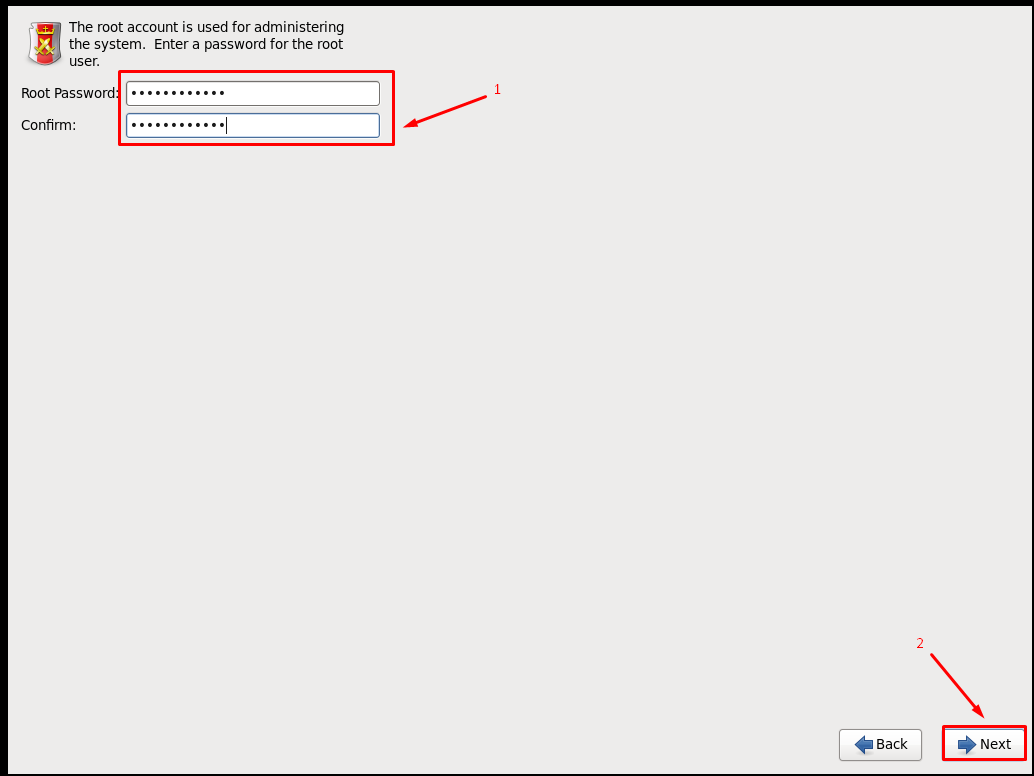 The root account is used for administering
the system.  Enter a password for the root
user.
Root Password: ••••••••••••
1
Confirm: ••••••••••••
2
Back
Next